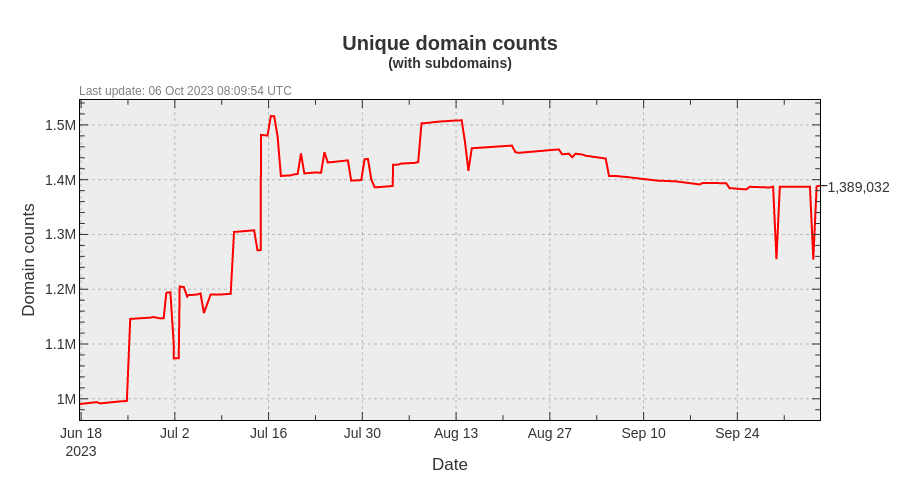 Unique domain counts
(with subdomains)
Last update: 06 Oct 2023 08:09:54 UTC
1.5M
1.4M
1,389,032
1.3M
Domain counts
1.2M
1.1M
1M
Jun 18 Jul 2 Jul 16 Jul 30 Aug 13 Aug 27 Sep 10 Sep 24
2023
Date